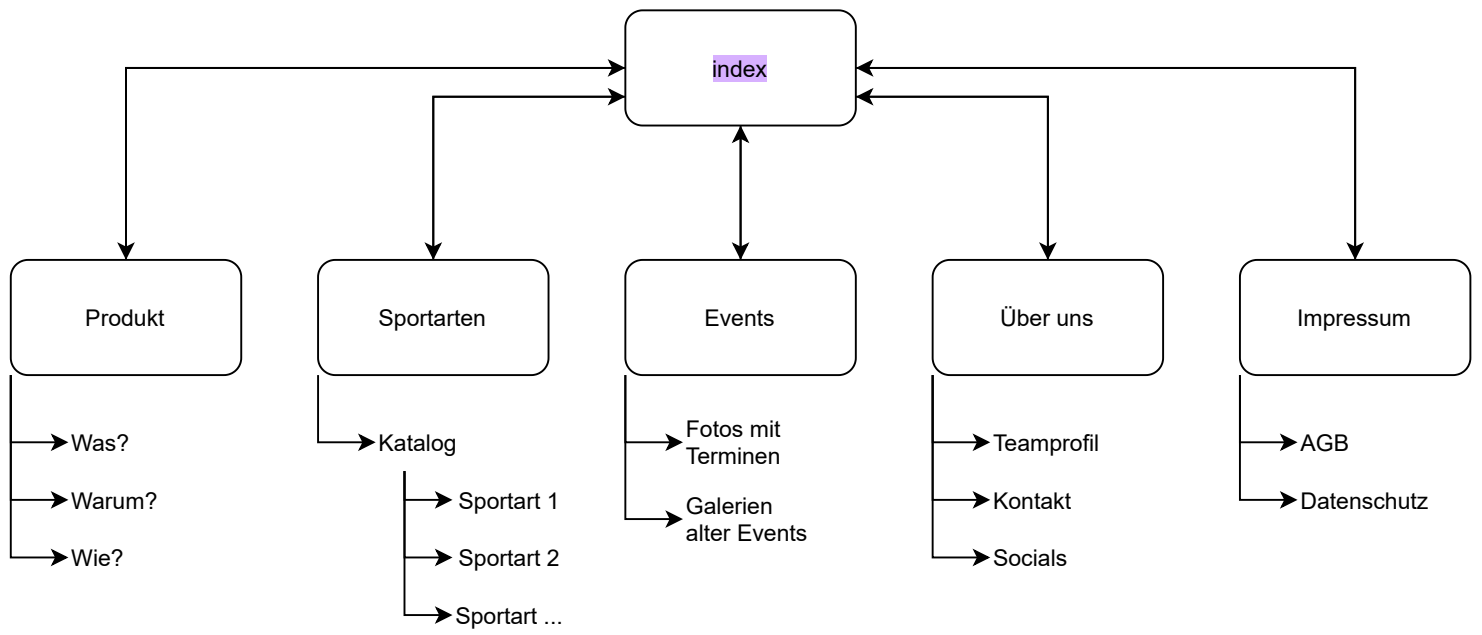 index
Produkt
Sportarten
Events
Über uns
Impressum
Was?
Warum?
Wie?
Katalog
Sportart 1
Sportart 2
Sportart ...
Fotos mit
Terminen
Galerien
alter Events
Teamprofil
Kontakt
Socials
AGB
Datenschutz